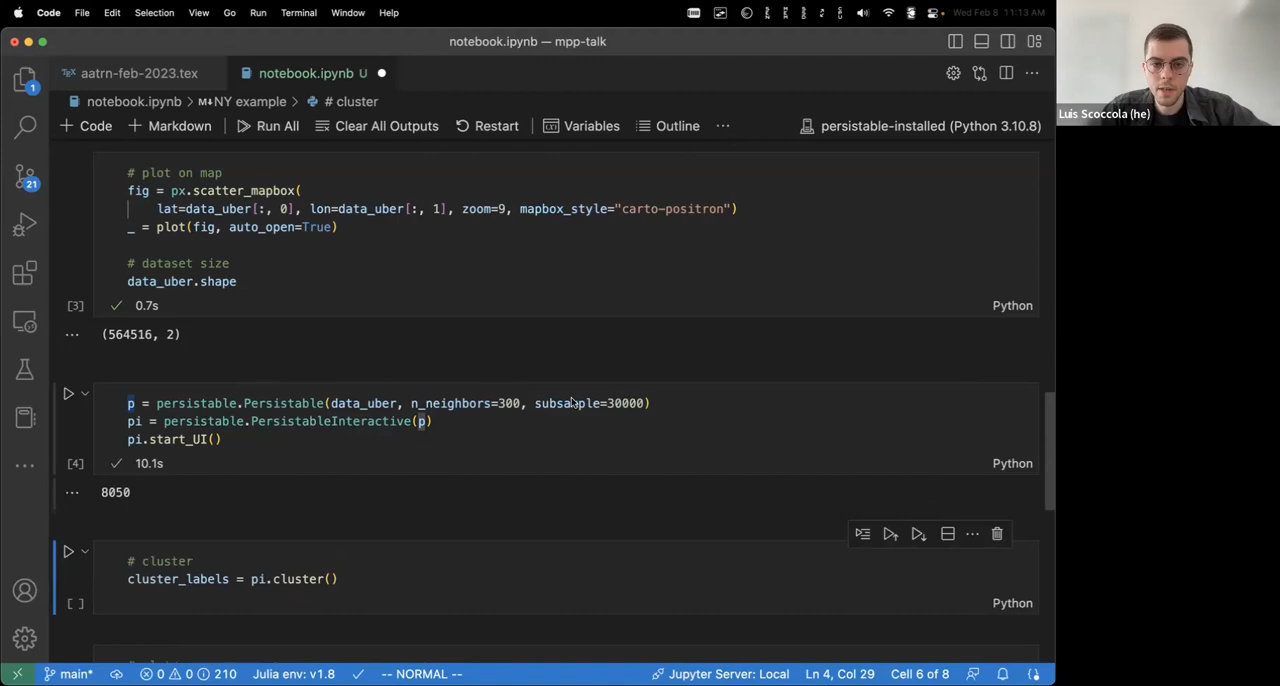 Code File Edit Selection View Go Run Terminal Window Help Wed Feb 8 11:13 AM
notebook.ipynb — mpp-talk
aatrn-feb-2023.tex notebook.ipynb U
notebook.ipynb > M↓NY example > # cluster
+ Code + Markdown Run All Clear All Outputs Restart Variables Outline ... persistable-installed (Python 3.10.8)
# plot on map
fig = px.scatter_mapbox(
lat=data_uber[:, 0], lon=data_uber[:, 1], zoom=9, mapbox_style="carto-positron")
_ = plot(fig, auto_open=True)
# dataset size
data_uber.shape
[3] 0.7s Python
... (564516, 2)
p = persistable.Persistable(data_uber, n_neighbors=300, subsample=30000)
pi = persistable.PersistableInteractive(p)
pi.start_UI()
[4] 10.1s Python
... 8050
# cluster
cluster_labels = pi.cluster()
[ ] Python
main* 0 0 210 Julia env: v1.8 -- NORMAL -- Jupyter Server: Local Ln 4, Col 29 Cell 6 of 8
1
21
Luis Scoccola (he)